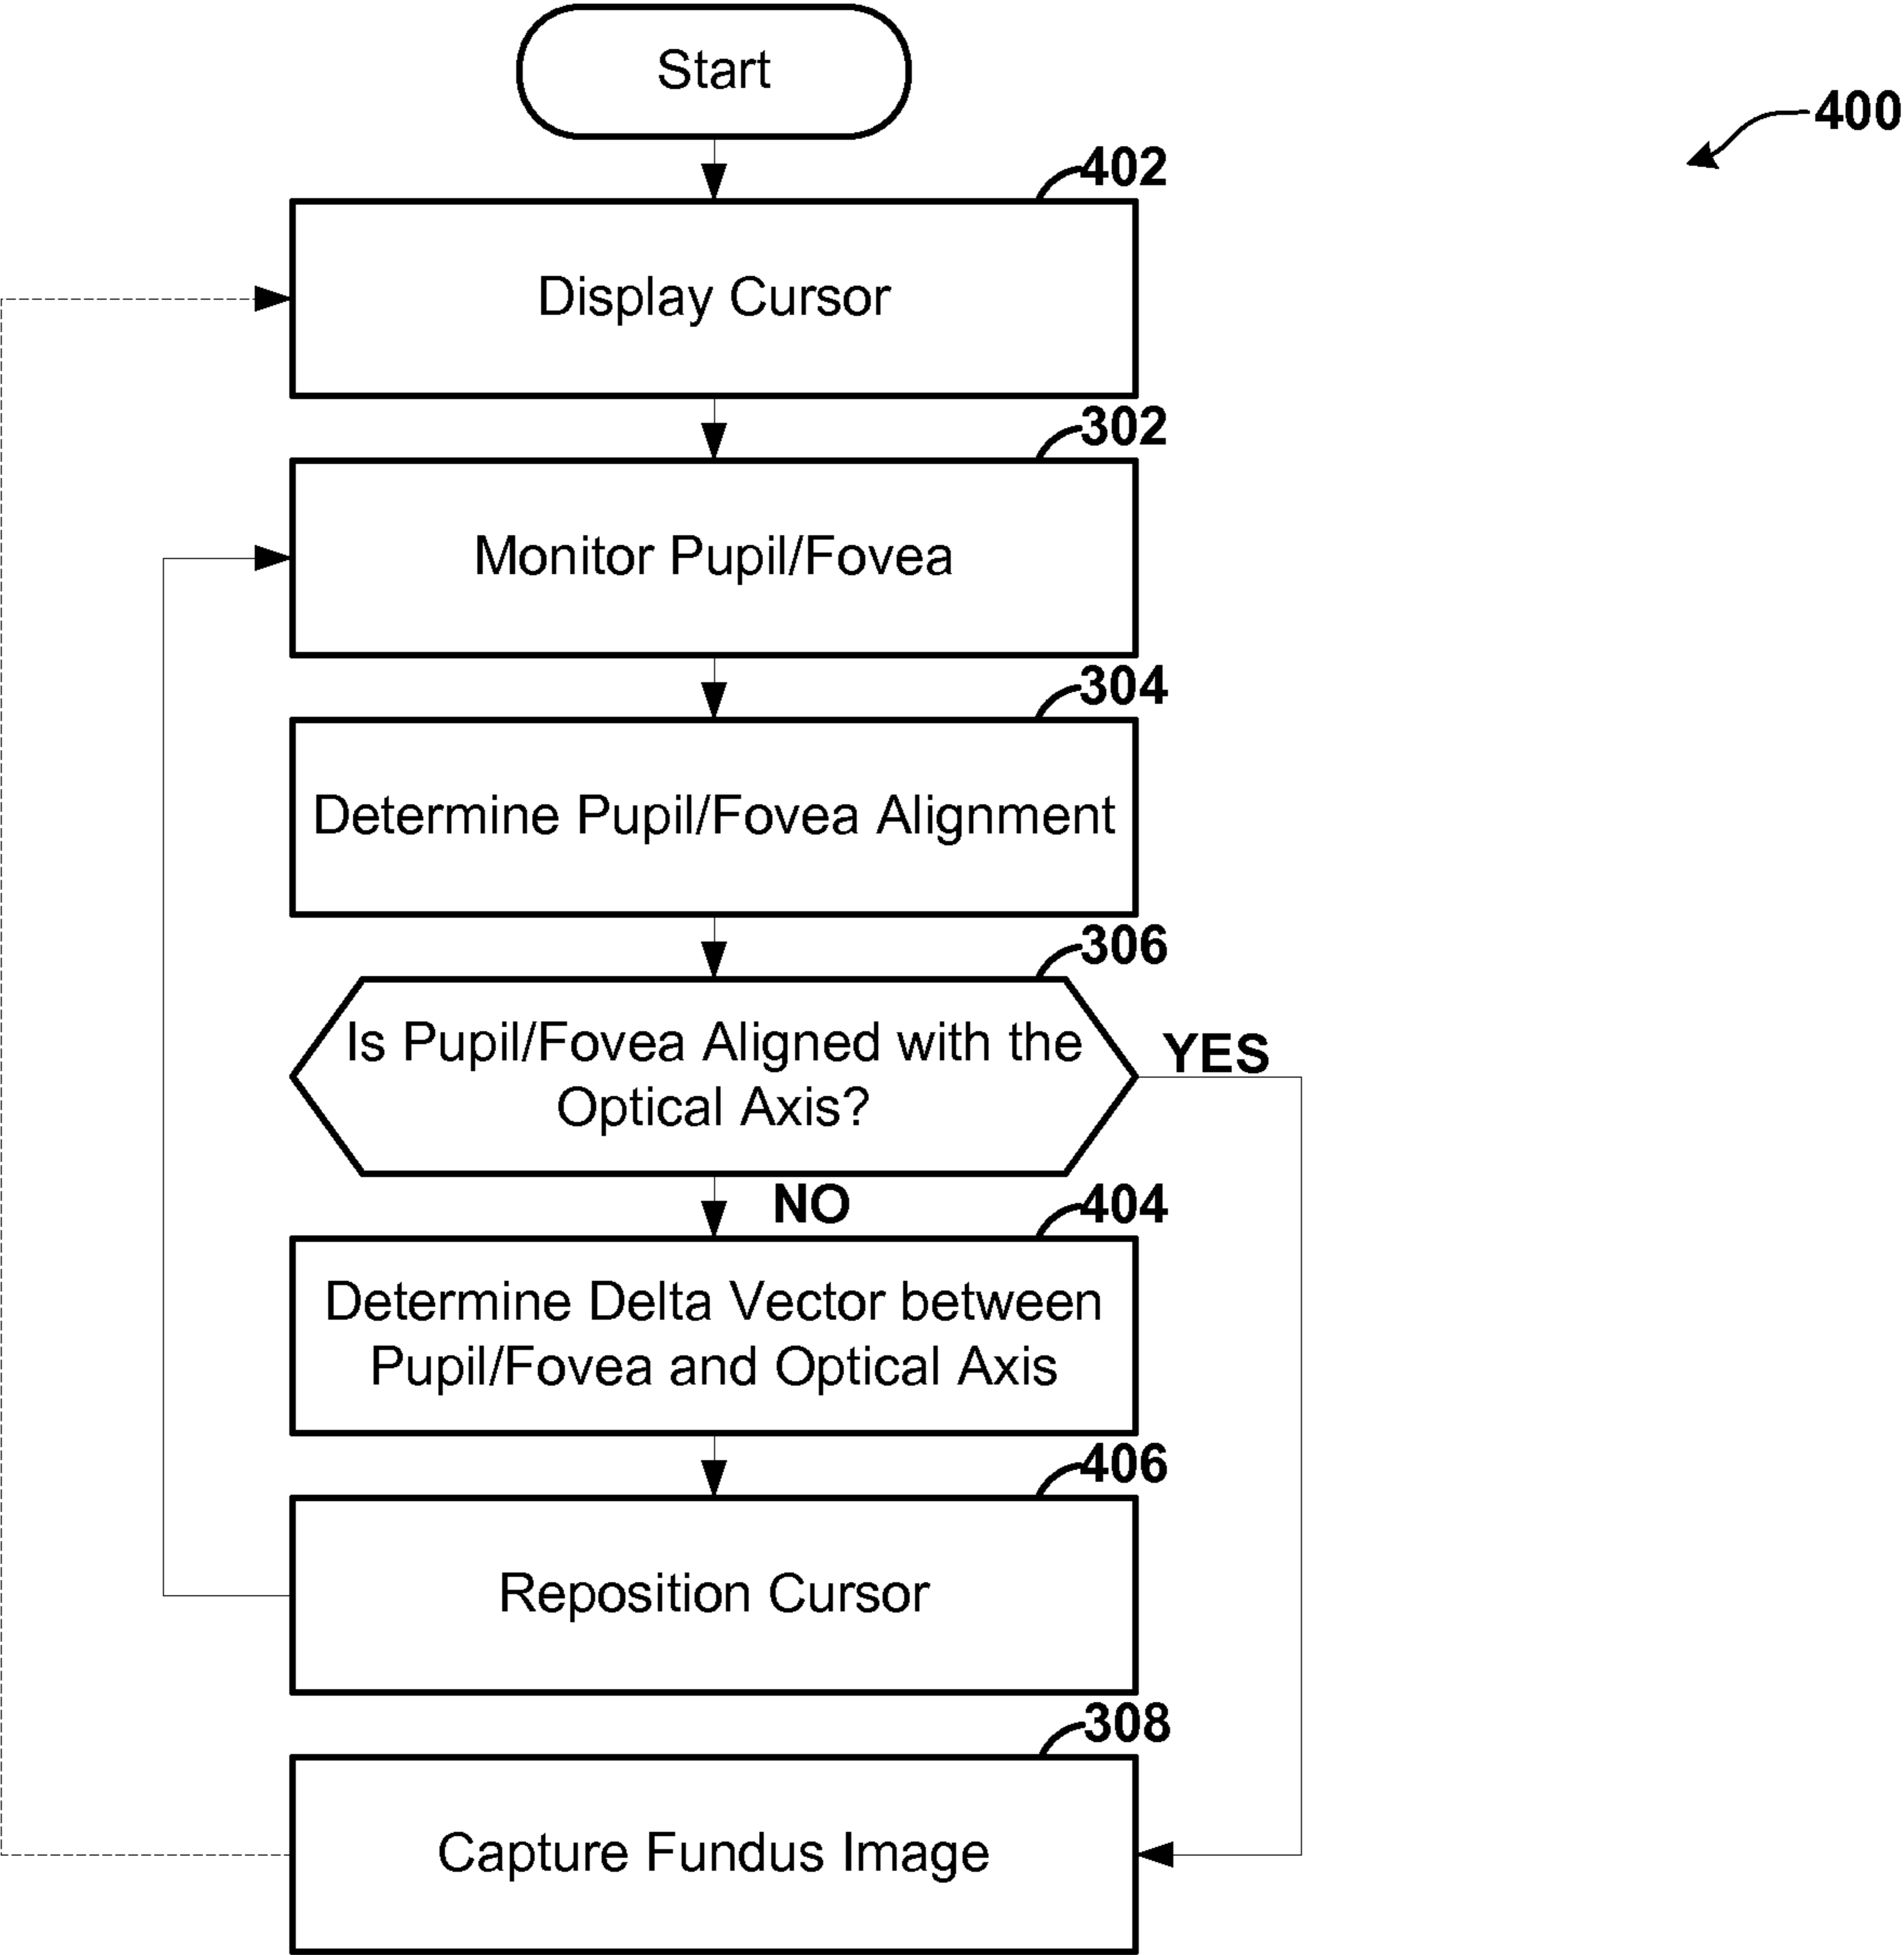 Start
400
402
Display Cursor
302
Monitor Pupil/Fovea
304
Determine Pupil/Fovea Alignment
306
Is Pupil/Fovea Aligned with the
Optical Axis?
YES
NO
404
Determine Delta Vector between
Pupil/Fovea and Optical Axis
406
Reposition Cursor
308
Capture Fundus Image